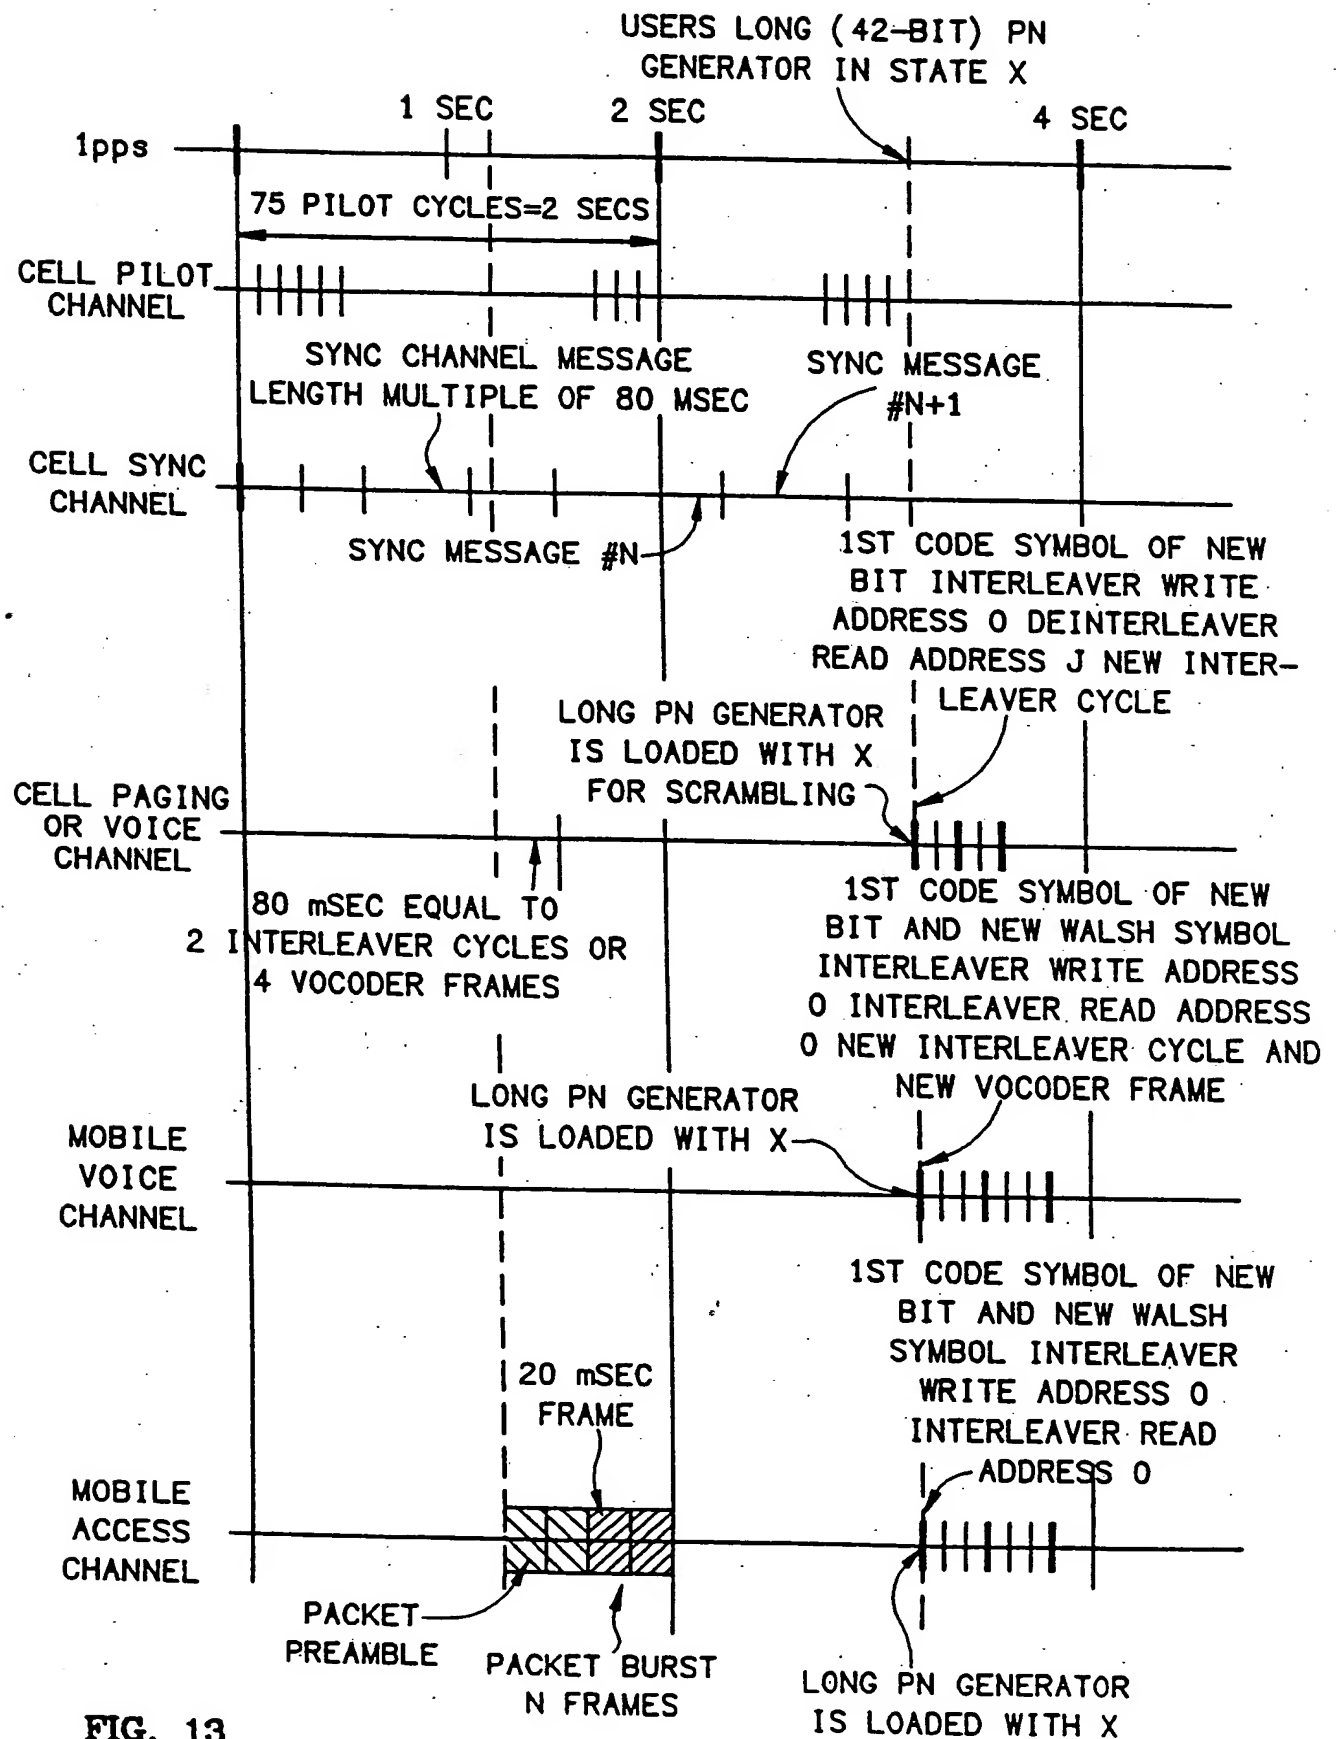 USERS LONG (42-BIT) PN
GENERATOR IN STATE X
1 SEC
2 SEC
4 SEC
1pps
75 PILOT CYCLES=2 SECS
CELL PILOT
CHANNEL
SYNC CHANNEL MESSAGE
LENGTH MULTIPLE OF 80 MSEC
SYNC MESSAGE
#N+1
CELL SYNC
CHANNEL
SYNC MESSAGE #N
1ST CODE SYMBOL OF NEW
BIT INTERLEAVER WRITE
ADDRESS 0 DEINTERLEAVER
READ ADDRESS J NEW INTER-
LEAVER CYCLE
LONG PN GENERATOR
IS LOADED WITH X
FOR SCRAMBLING
CELL PAGING
OR VOICE
CHANNEL
80 mSEC EQUAL TO
2 INTERLEAVER CYCLES OR
4 VOCODER FRAMES
1ST CODE SYMBOL OF NEW
BIT AND NEW WALSH SYMBOL
INTERLEAVER WRITE ADDRESS
0 INTERLEAVER READ ADDRESS
0 NEW INTERLEAVER CYCLE AND
NEW VOCODER FRAME
LONG PN GENERATOR
IS LOADED WITH X
MOBILE
VOICE
CHANNEL
1ST CODE SYMBOL OF NEW
BIT AND NEW WALSH
SYMBOL INTERLEAVER
WRITE ADDRESS 0
INTERLEAVER READ
ADDRESS 0
20 mSEC
FRAME
MOBILE
ACCESS
CHANNEL
PACKET
PREAMBLE
PACKET BURST
N FRAMES
LONG PN GENERATOR
IS LOADED WITH X
FIG. 13